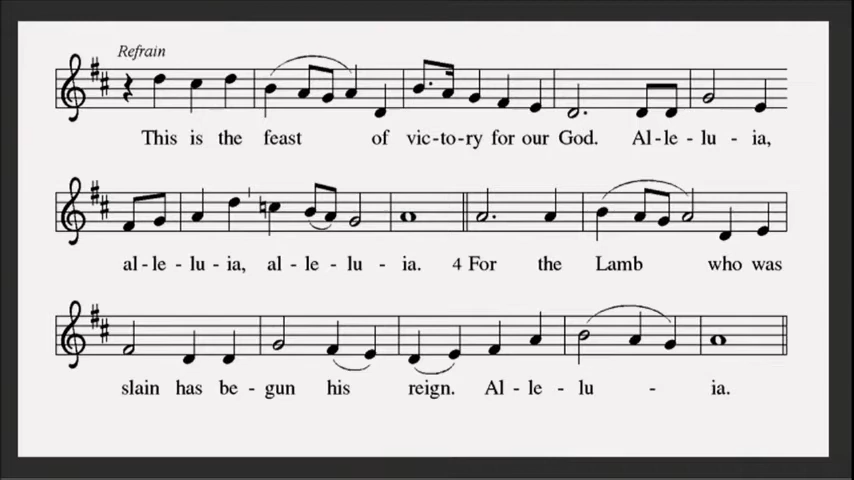 Refrain
This is the feast of vic-to-ry for our God. Al-le-lu-ia,
al-le-lu-ia, al-le-lu-ia. 4 For the Lamb who was
slain has be-gun his reign. Al-le-lu-ia.